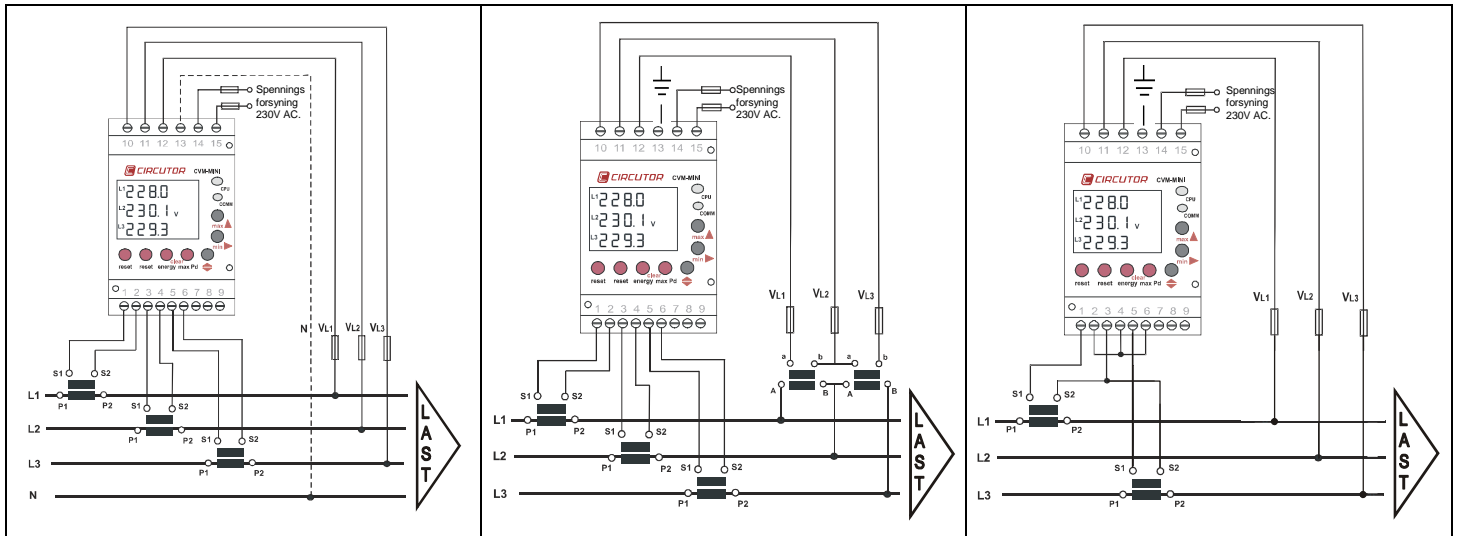 Spennings
forsyning
230V AC.
10 11 12 13 14 15
CIRCUTOR CVM-MINI
L1 228.0
CPU
L2 230.1 V
COMM
L3 229.3
max
min
clear
reset reset energy max Pd
1 2 3 4 5 6 7 8 9
N VL1 VL2 VL3
S1 S2
L1
P1 P2
S1 S2
L2
P1 P2
S1 S2
L3
P1 P2
N
LAST
Spennings
forsyning
230V AC.
10 11 12 13 14 15
CIRCUTOR CVM-MINI
L1 228.0
CPU
L2 230.1 V
COMM
L3 229.3
max
min
clear
reset reset energy max Pd
1 2 3 4 5 6 7 8 9
VL1 VL2 VL3
a b a b
A B A B
S1 S2
L1
P1 P2
S1 S2
L2
P1 P2
S1 S2
L3
P1 P2
LAST
Spennings
forsyning
230V AC.
10 11 12 13 14 15
CIRCUTOR CVM-MINI
L1 228.0
CPU
L2 230.1 V
COMM
L3 229.3
max
min
clear
reset reset energy max Pd
1 2 3 4 5 6 7 8 9
VL1 VL2 VL3
S1 S2
L1
P1 P2
L2
S1 S2
L3
P1 P2
LAST